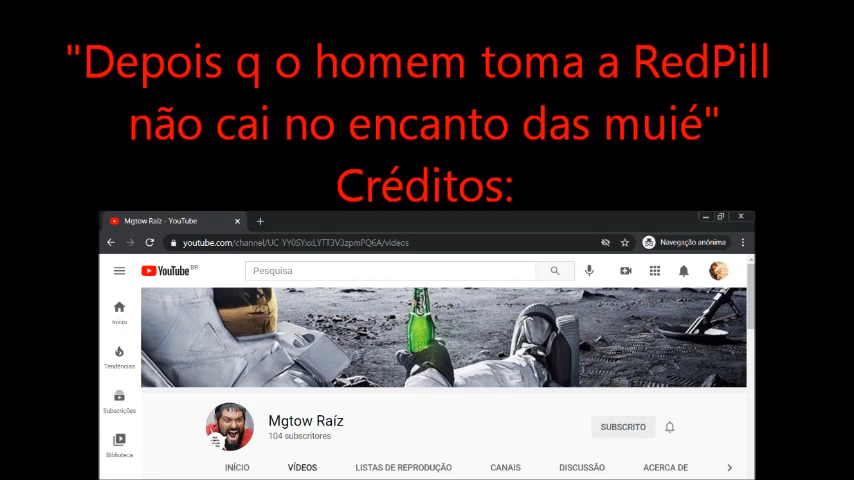 "Depois q o homem toma a RedPill
não cai no encanto das muié"
Créditos:
Mgtow Raíz - YouTube
youtube.com/channel/UC-YY0SYxxLYTT3V3zpmPQ6A/videos
Navegação anónima
YouTube BR
Pesquisa
Início
Tendências
Subscrições
Biblioteca
Mgtow Raíz
104 subscritores
SUBSCRITO
INÍCIO VÍDEOS LISTAS DE REPRODUÇÃO CANAIS DISCUSSÃO ACERCA DE